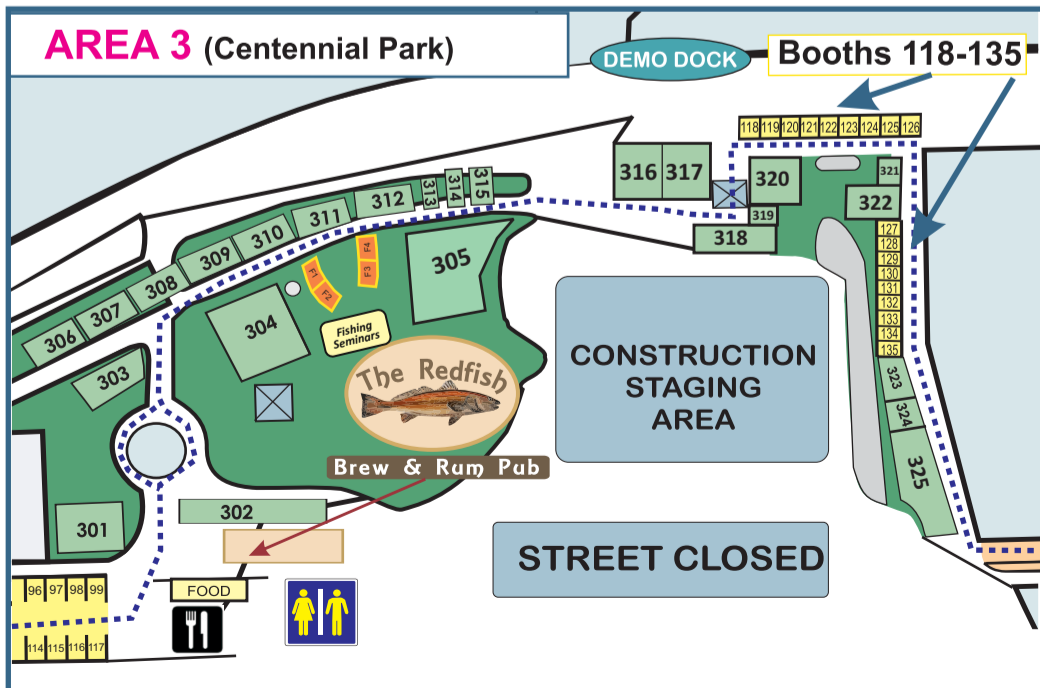 AREA 3 (Centennial Park)
DEMO DOCK
Booths 118-135
118 119 120 121 122 123 124 125 126
316 317
320
321
322
319
318
315
314
313
312
311
310
309
308
307
306
305
F1
F2
F3
F4
304
Fishing
Seminars
303
The Redfish
Brew & Rum Pub
CONSTRUCTION
STAGING
AREA
127
128
129
130
131
132
133
134
135
323
324
325
301
302
STREET CLOSED
FOOD
96 97 98 99
114 115 116 117